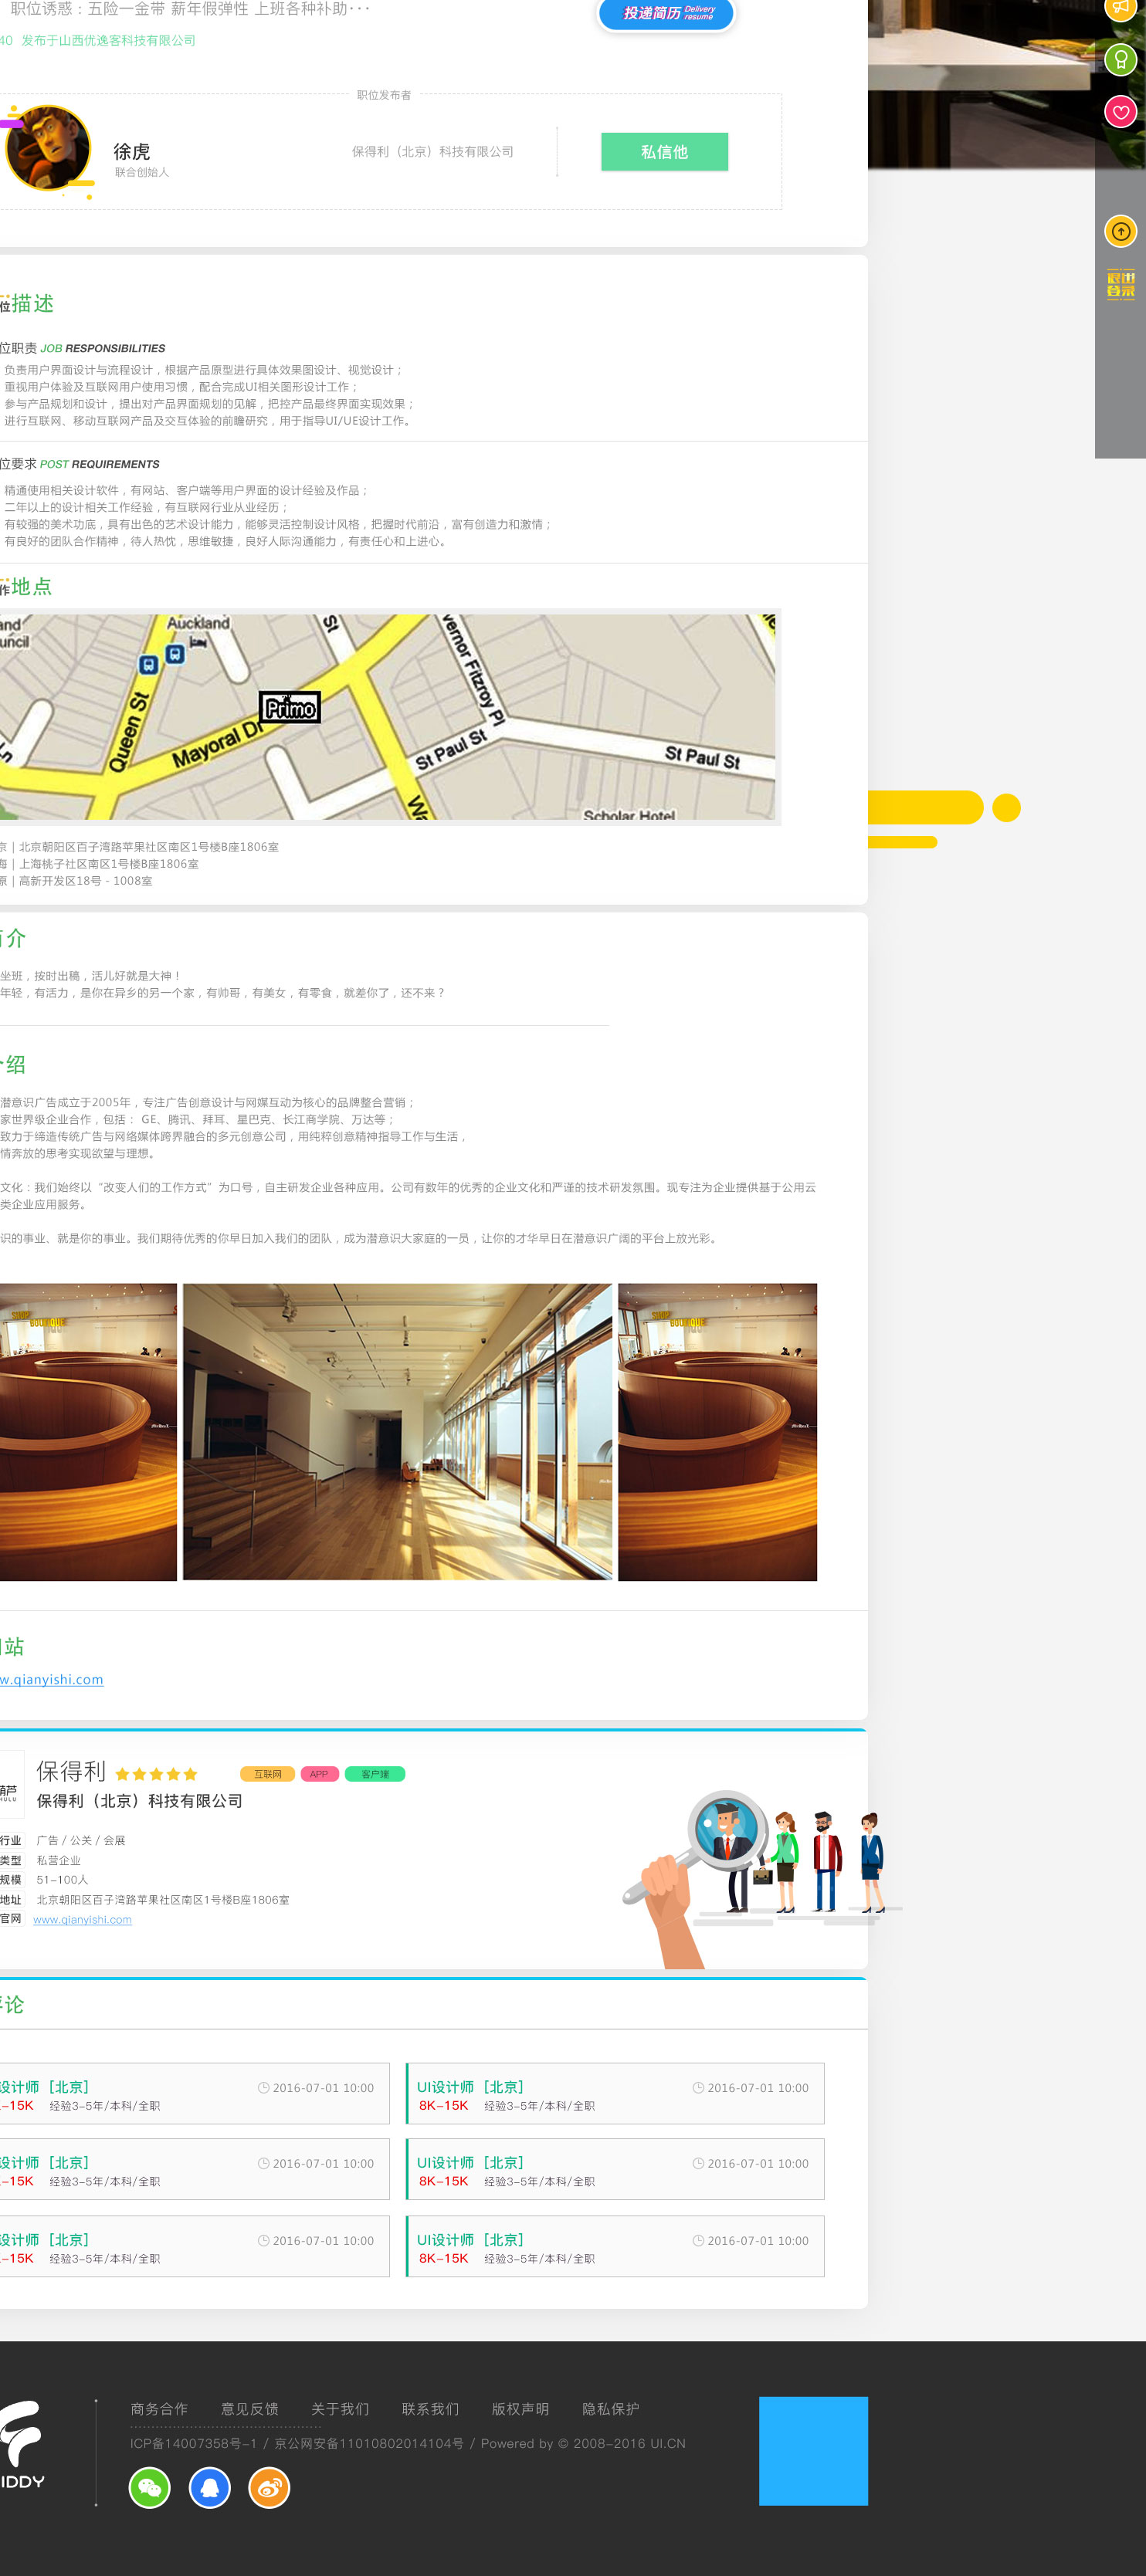 职位诱惑：五险一金带 薪年假弹性 上班各种补助···
投递简历 Delivery resume
40 发布于山西优逸客科技有限公司
职位发布者
徐虎
联合创始人
保得利（北京）科技有限公司
私信他
退出
登录
位描述
位职责 JOB RESPONSIBILITIES
负责用户界面设计与流程设计，根据产品原型进行具体效果图设计、视觉设计；
重视用户体验及互联网用户使用习惯，配合完成UI相关图形设计工作；
参与产品规划和设计，提出对产品界面规划的见解，把控产品最终界面实现效果；
进行互联网、移动互联网产品及交互体验的前瞻研究，用于指导UI/UE设计工作。
位要求 POST REQUIREMENTS
精通使用相关设计软件，有网站、客户端等用户界面的设计经验及作品；
二年以上的设计相关工作经验，有互联网行业从业经历；
有较强的美术功底，具有出色的艺术设计能力，能够灵活控制设计风格，把握时代前沿，富有创造力和激情；
有良好的团队合作精神，待人热忱，思维敏捷，良好人际沟通能力，有责任心和上进心。
作地点
Auckland
St
Queen St
Mayoral Dr
Primo
vernor Fitzroy Pl
St Paul St
St Paul St
Wa
Scholar Hotel
京 | 北京朝阳区百子湾路苹果社区南区1号楼B座1806室
海 | 上海桃子社区南区1号楼B座1806室
原 | 高新开发区18号 - 1008室
简介
坐班，按时出稿，活儿好就是大神！
年轻，有活力，是你在异乡的另一个家，有帅哥，有美女，有零食，就差你了，还不来？
介绍
潜意识广告成立于2005年，专注广告创意设计与网媒互动为核心的品牌整合营销；
家世界级企业合作，包括： GE、腾讯、拜耳、星巴克、长江商学院、万达等；
致力于缔造传统广告与网络媒体跨界融合的多元创意公司，用纯粹创意精神指导工作与生活，
情奔放的思考实现欲望与理想。
文化：我们始终以“改变人们的工作方式”为口号，自主研发企业各种应用。公司有数年的优秀的企业文化和严谨的技术研发氛围。现专注为企业提供基于公用云
类企业应用服务。
识的事业、就是你的事业。我们期待优秀的你早日加入我们的团队，成为潜意识大家庭的一员，让你的才华早日在潜意识广阔的平台上放光彩。
网站
w.qianyishi.com
葫芦
HULU
保得利
互联网 APP 客户端
保得利（北京）科技有限公司
行业 广告 / 公关 / 会展
类型 私营企业
规模 51-100人
地址 北京朝阳区百子湾路苹果社区南区1号楼B座1806室
官网 www.qianyishi.com
评论
设计师［北京］ 2016-07-01 10:00
-15K 经验3-5年/本科/全职
UI设计师［北京］ 2016-07-01 10:00
8K-15K 经验3-5年/本科/全职
设计师［北京］ 2016-07-01 10:00
-15K 经验3-5年/本科/全职
UI设计师［北京］ 2016-07-01 10:00
8K-15K 经验3-5年/本科/全职
设计师［北京］ 2016-07-01 10:00
-15K 经验3-5年/本科/全职
UI设计师［北京］ 2016-07-01 10:00
8K-15K 经验3-5年/本科/全职
IDDY
商务合作 意见反馈 关于我们 联系我们 版权声明 隐私保护
ICP备14007358号-1 / 京公网安备11010802014104号 / Powered by © 2008-2016 UI.CN